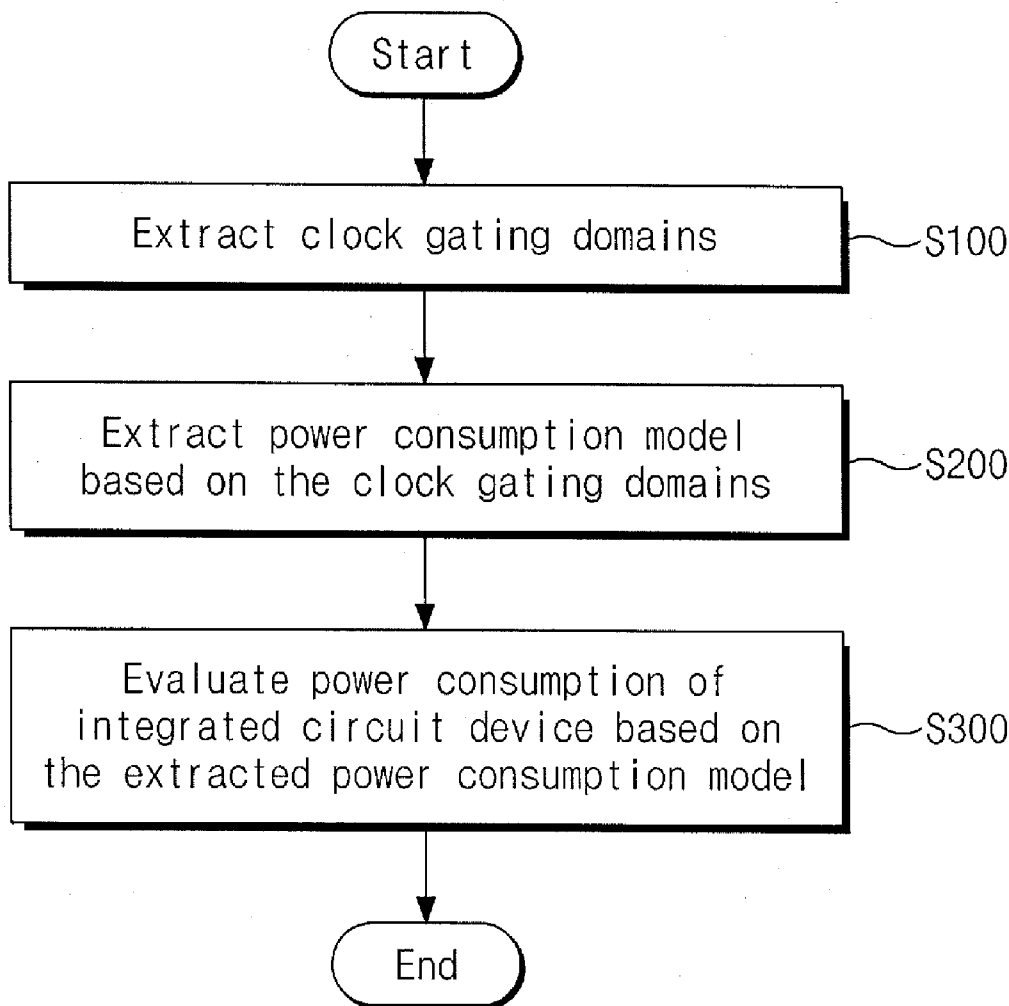 Start
Extract clock gating domains
S100
Extract power consumption model
based on the clock gating domains
S200
Evaluate power consumption of
integrated circuit device based on
the extracted power consumption model
S300
End